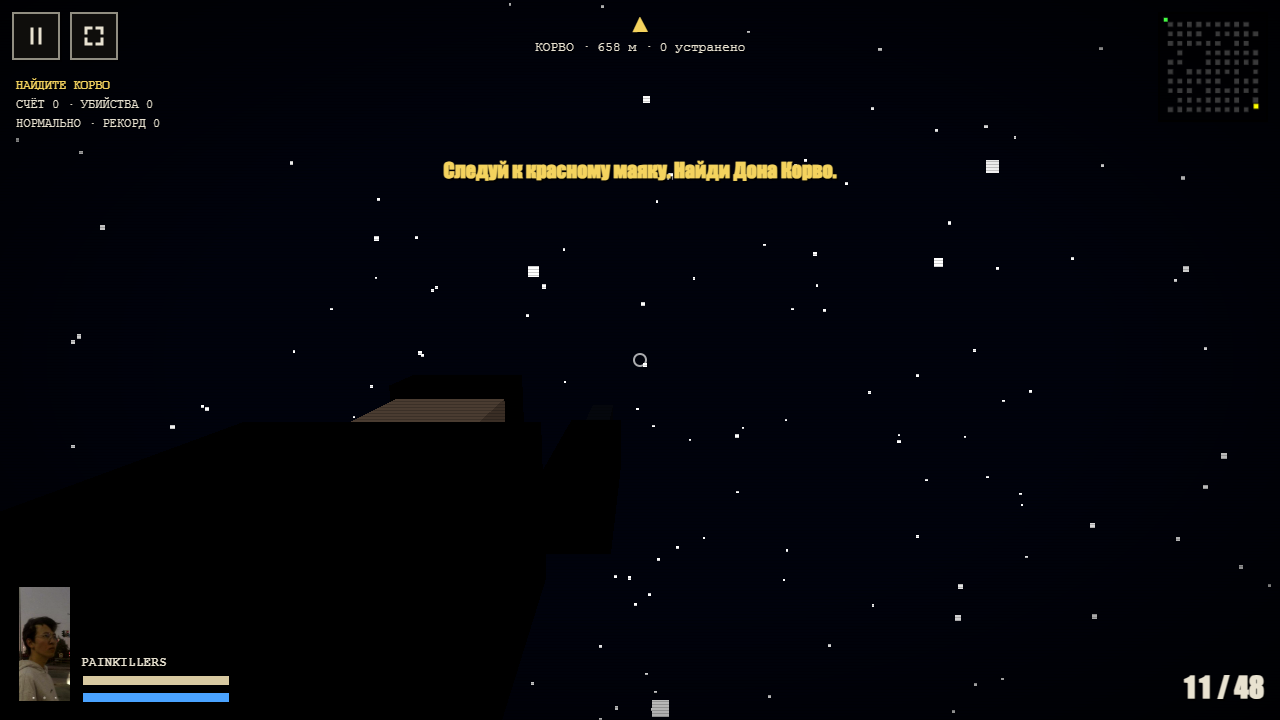 КОРВО · 658 м · 0 устранено
НАЙДИТЕ КОРВО
СЧЁТ 0 · УБИЙСТВА 0
НОРМАЛЬНО · РЕКОРД 0
Следуй к красному маяку. Найди Дона Корво.
PAINKILLERS
11 / 48